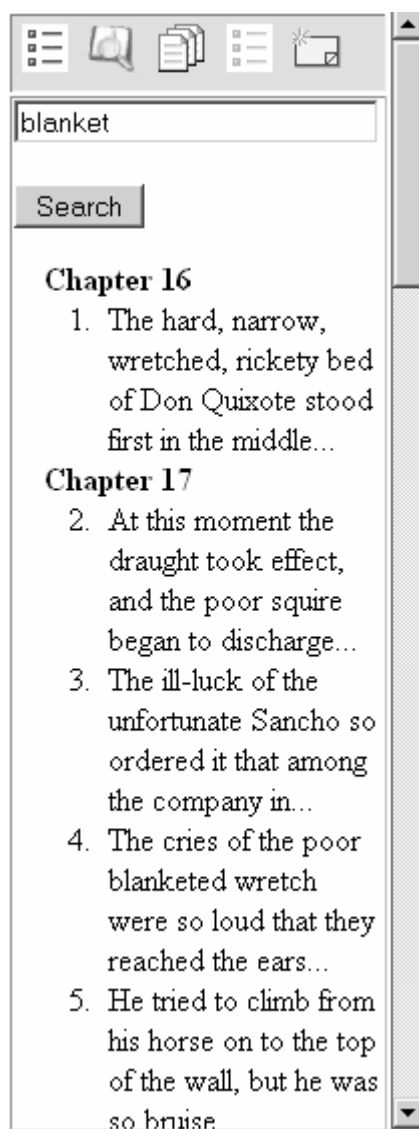 blanket
Search
Chapter 16
1. The hard, narrow,
wretched, rickety bed
of Don Quixote stood
first in the middle...
Chapter 17
2. At this moment the
draught took effect,
and the poor squire
began to discharge...
3. The ill-luck of the
unfortunate Sancho so
ordered it that among
the company in...
4. The cries of the poor
blanketed wretch
were so loud that they
reached the ears...
5. He tried to climb from
his horse on to the top
of the wall, but he was
so bruise